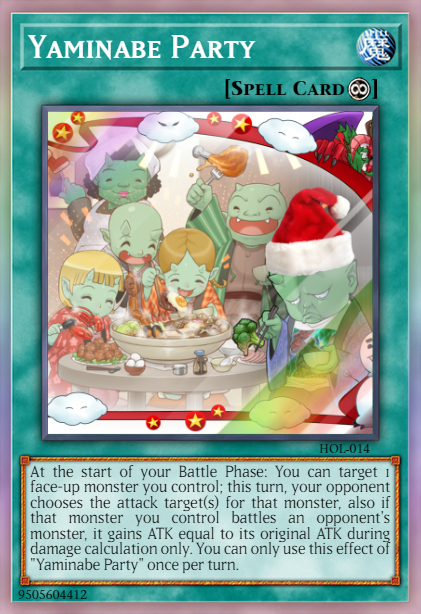 Yaminabe Party
魔
[Spell Card]
HOL-014
At the start of your Battle Phase: You can target 1
face-up monster you control; this turn, your opponent
chooses the attack target(s) for that monster, also if
that monster you control battles an opponent's
monster, it gains ATK equal to its original ATK during
damage calculation only. You can only use this effect of
"Yaminabe Party" once per turn.
9505604412